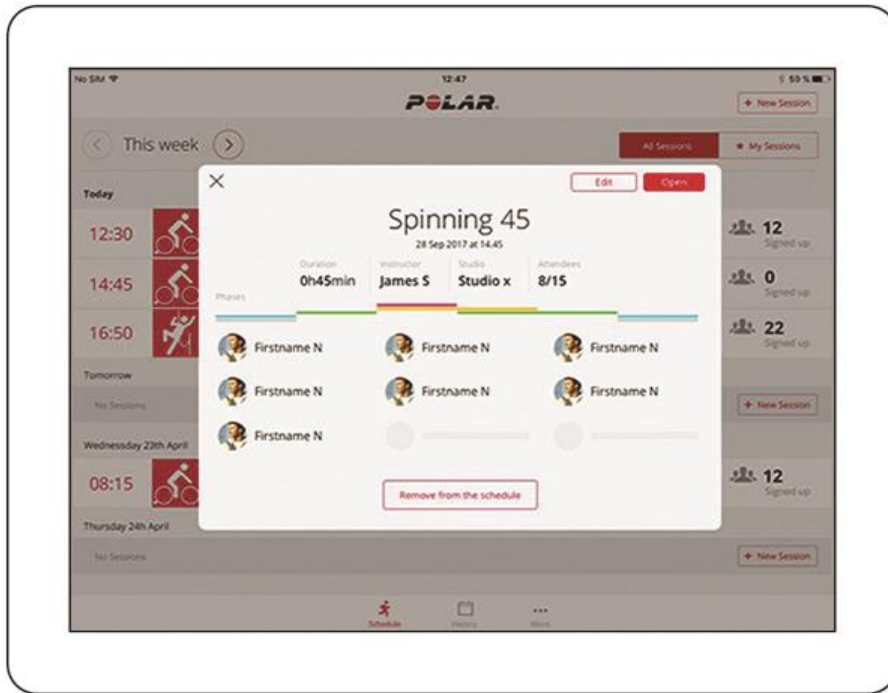 No SIM 12:47 59 %
POLAR.
+ New Session
This week All Sessions ★ My Sessions
Today
Edit Open
Spinning 45
28 Sep 2017 at 14.45
12:30 12
Signed up
Duration Instructor Studio Attendees
0h45min James S Studio x 8/15
14:45 0
Signed up
Phases
16:50 22
Signed up
Firstname N Firstname N Firstname N
Tomorrow
Firstname N Firstname N Firstname N
No Sessions + New Session
Firstname N
Wednesday 23th April
08:15 12
Signed up
Remove from the schedule
Thursday 24h April
No Sessions + New Session
Schedule History More